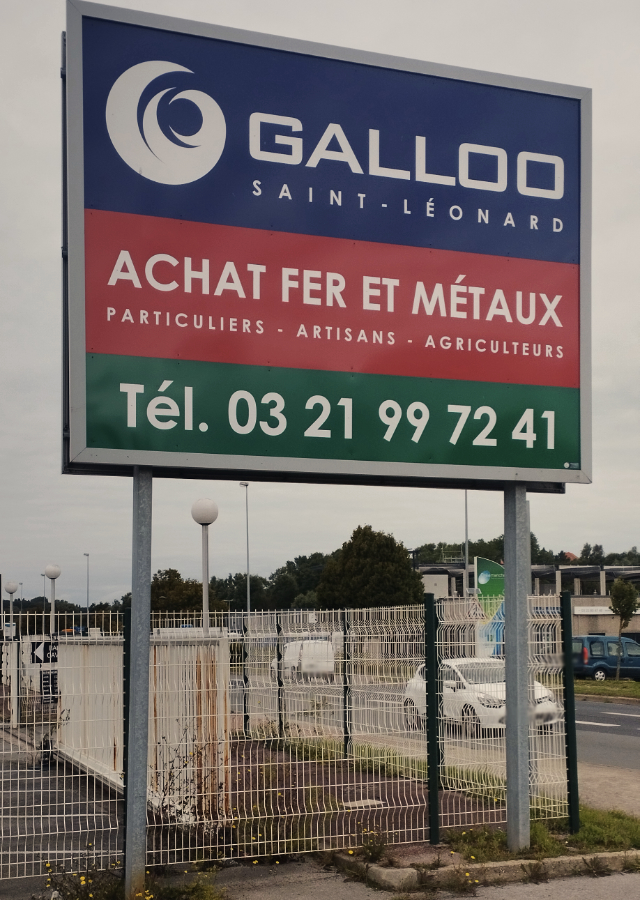 GALLOO
SAINT-LÉONARD
ACHAT FER ET MÉTAUX
PARTICULIERS - ARTISANS - AGRICULTEURS
Tél. 03 21 99 72 41